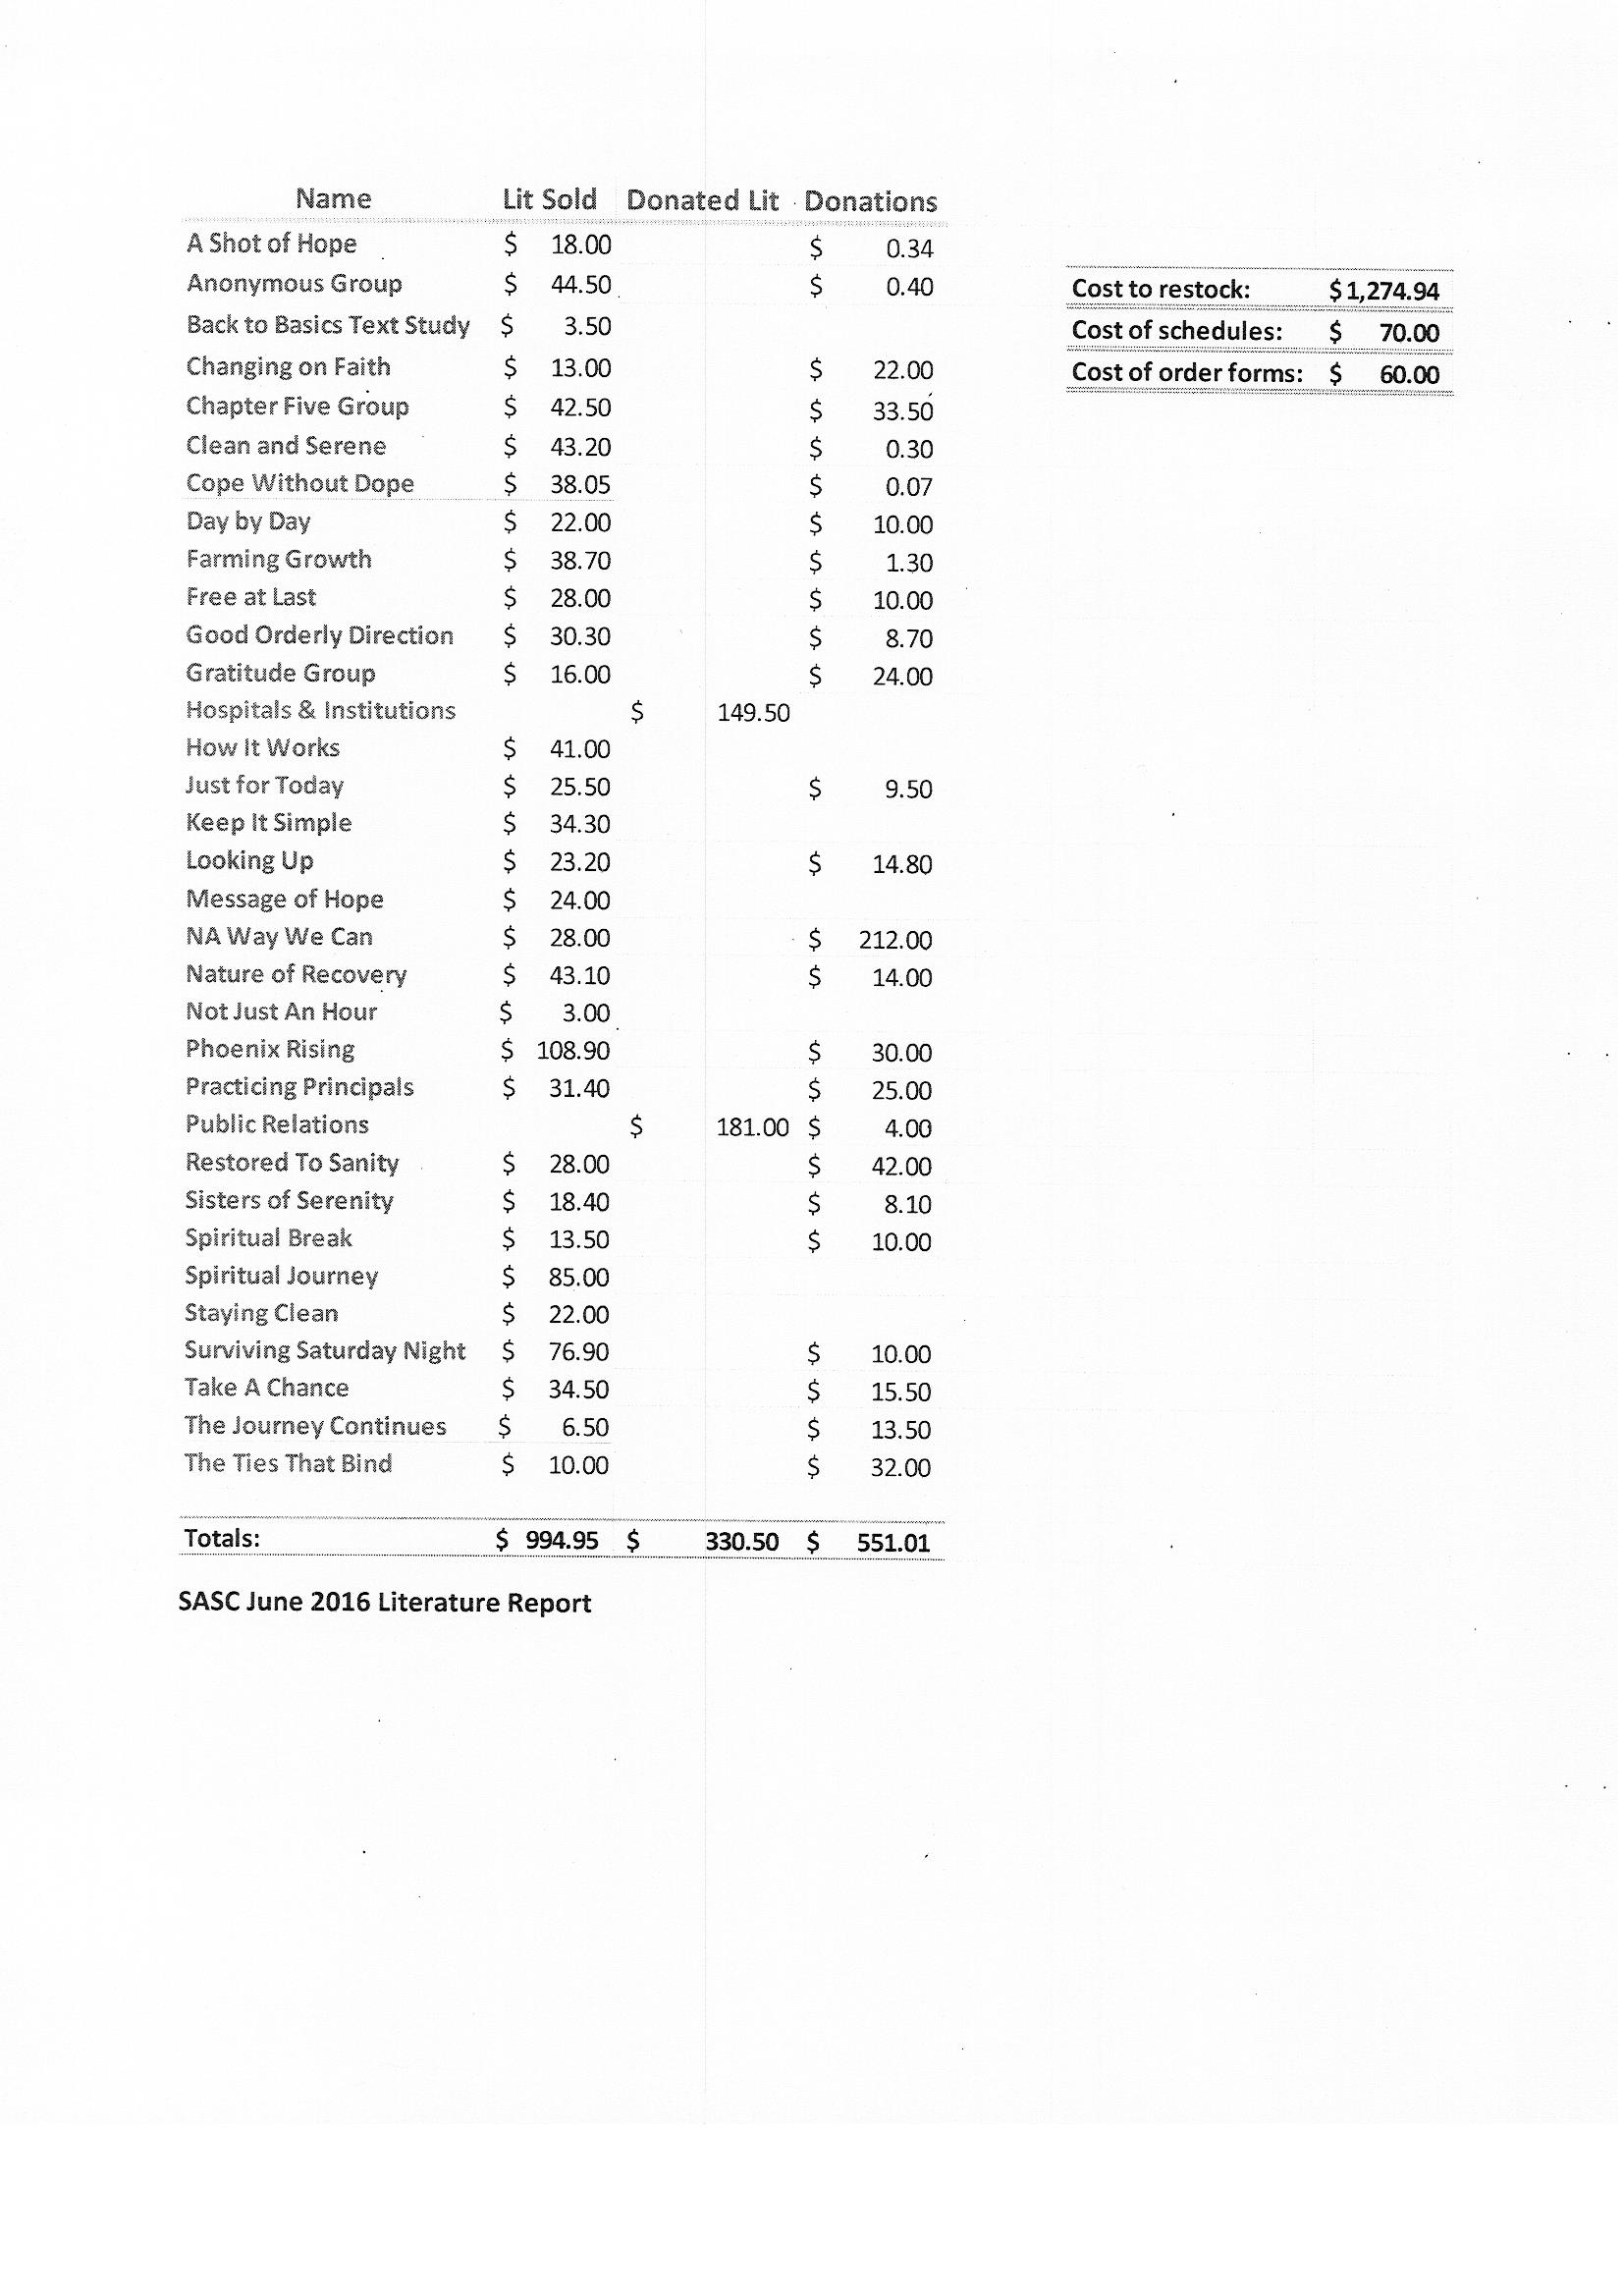 Name Lit Sold Donated Lit Donations
A Shot of Hope $ 18.00 $ 0.34
Anonymous Group $ 44.50 $ 0.40
Back to Basics Text Study $ 3.50
Changing on Faith $ 13.00 $ 22.00
Chapter Five Group $ 42.50 $ 33.50
Clean and Serene $ 43.20 $ 0.30
Cope Without Dope $ 38.05 $ 0.07
Day by Day $ 22.00 $ 10.00
Farming Growth $ 38.70 $ 1.30
Free at Last $ 28.00 $ 10.00
Good Orderly Direction $ 30.30 $ 8.70
Gratitude Group $ 16.00 $ 24.00
Hospitals & Institutions $ 149.50
How It Works $ 41.00
Just for Today $ 25.50 $ 9.50
Keep It Simple $ 34.30
Looking Up $ 23.20 $ 14.80
Message of Hope $ 24.00
NA Way We Can $ 28.00 $ 212.00
Nature of Recovery $ 43.10 $ 14.00
Not Just An Hour $ 3.00
Phoenix Rising $ 108.90 $ 30.00
Practicing Principals $ 31.40 $ 25.00
Public Relations $ 181.00 $ 4.00
Restored To Sanity $ 28.00 $ 42.00
Sisters of Serenity $ 18.40 $ 8.10
Spiritual Break $ 13.50 $ 10.00
Spiritual Journey $ 85.00
Staying Clean $ 22.00
Surviving Saturday Night $ 76.90 $ 10.00
Take A Chance $ 34.50 $ 15.50
The Journey Continues $ 6.50 $ 13.50
The Ties That Bind $ 10.00 $ 32.00
Totals: $ 994.95 $ 330.50 $ 551.01
SASC June 2016 Literature Report
Cost to restock: $1,274.94
Cost of schedules: $ 70.00
Cost of order forms: $ 60.00